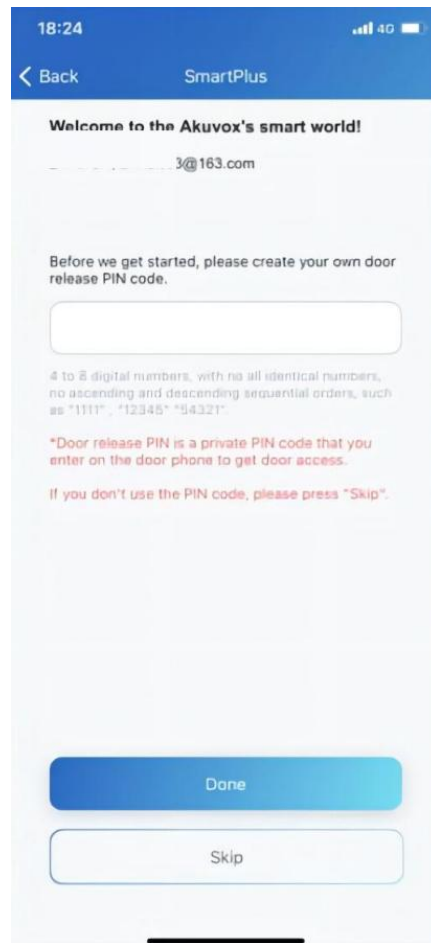 18:24
4G
Back
SmartPlus
Welcome to the Akuvox's smart world!
3@163.com
Before we get started, please create your own door
release PIN code.
4 to 8 digital numbers, with no all identical numbers,
no ascending and descending sequential orders, such
as "1111" , "12345" "54321".
*Door release PIN is a private PIN code that you
enter on the door phone to get door access.
If you don't use the PIN code, please press "Skip".
Done
Skip